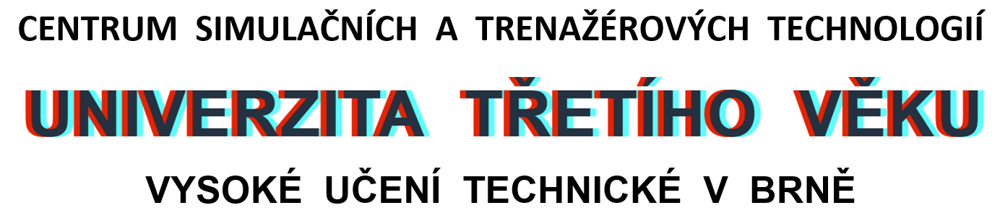 CENTRUM SIMULAČNÍCH A TRENAŽÉROVÝCH TECHNOLOGIÍ
UNIVERZITA TŘETÍHO VĚKU
VYSOKÉ UČENÍ TECHNICKÉ V BRNĚ